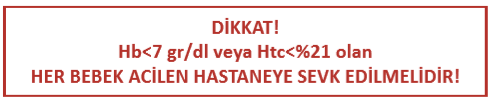 DİKKAT!
Hb<7 gr/dl veya Htc<%21 olan
HER BEBEK ACİLEN HASTANEYE SEVK EDİLMELİDİR!